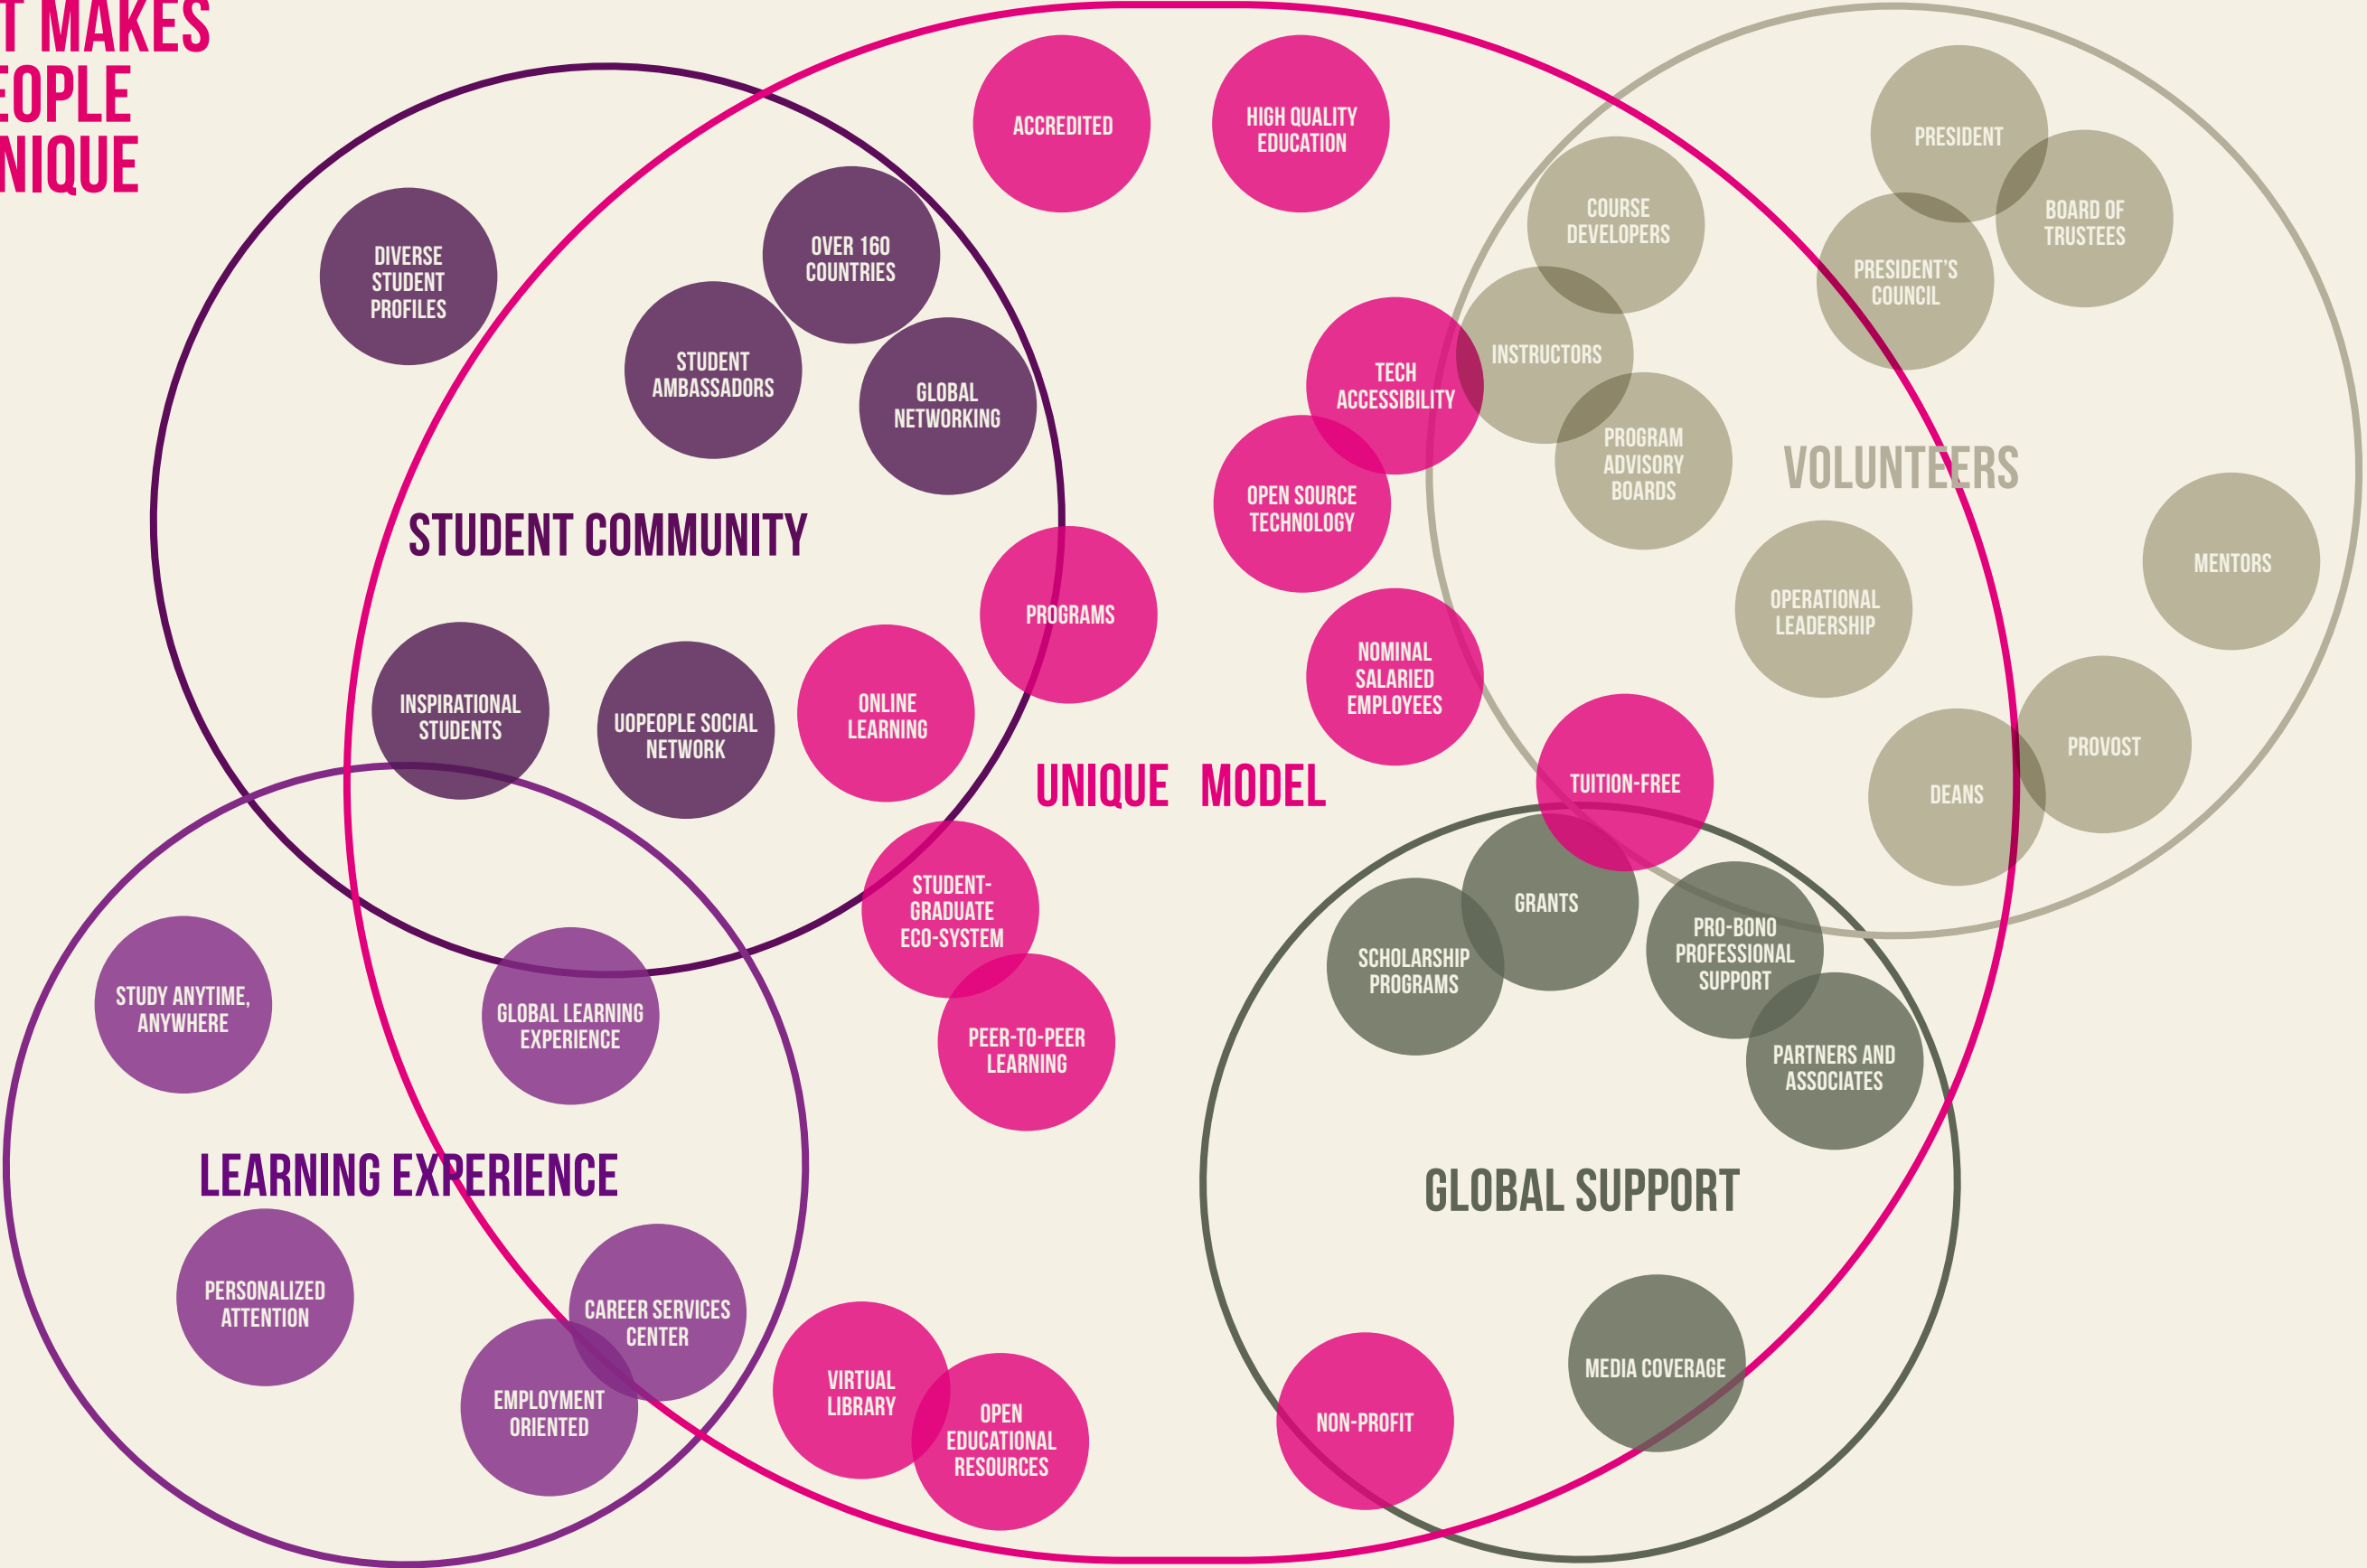 T MAKES
EOPLE
NIQUE
ACCREDITED
HIGH QUALITY
EDUCATION
PRESIDENT
COURSE
DEVELOPERS
BOARD OF
TRUSTEES
PRESIDENT'S
COUNCIL
DIVERSE
STUDENT
PROFILES
OVER 160
COUNTRIES
STUDENT
AMBASSADORS
GLOBAL
NETWORKING
TECH
ACCESSIBILITY
INSTRUCTORS
PROGRAM
ADVISORY
BOARDS
VOLUNTEERS
OPEN SOURCE
TECHNOLOGY
STUDENT COMMUNITY
MENTORS
PROGRAMS
OPERATIONAL
LEADERSHIP
NOMINAL
SALARIED
EMPLOYEES
INSPIRATIONAL
STUDENTS
UOPEOPLE SOCIAL
NETWORK
ONLINE
LEARNING
PROVOST
UNIQUE MODEL
TUITION-FREE
DEANS
STUDENT-
GRADUATE
ECO-SYSTEM
GRANTS
PRO-BONO
PROFESSIONAL
SUPPORT
SCHOLARSHIP
PROGRAMS
STUDY ANYTIME,
ANYWHERE
GLOBAL LEARNING
EXPERIENCE
PEER-TO-PEER
LEARNING
PARTNERS AND
ASSOCIATES
LEARNING EXPERIENCE
GLOBAL SUPPORT
PERSONALIZED
ATTENTION
CAREER SERVICES
CENTER
EMPLOYMENT
ORIENTED
VIRTUAL
LIBRARY
OPEN
EDUCATIONAL
RESOURCES
NON-PROFIT
MEDIA COVERAGE